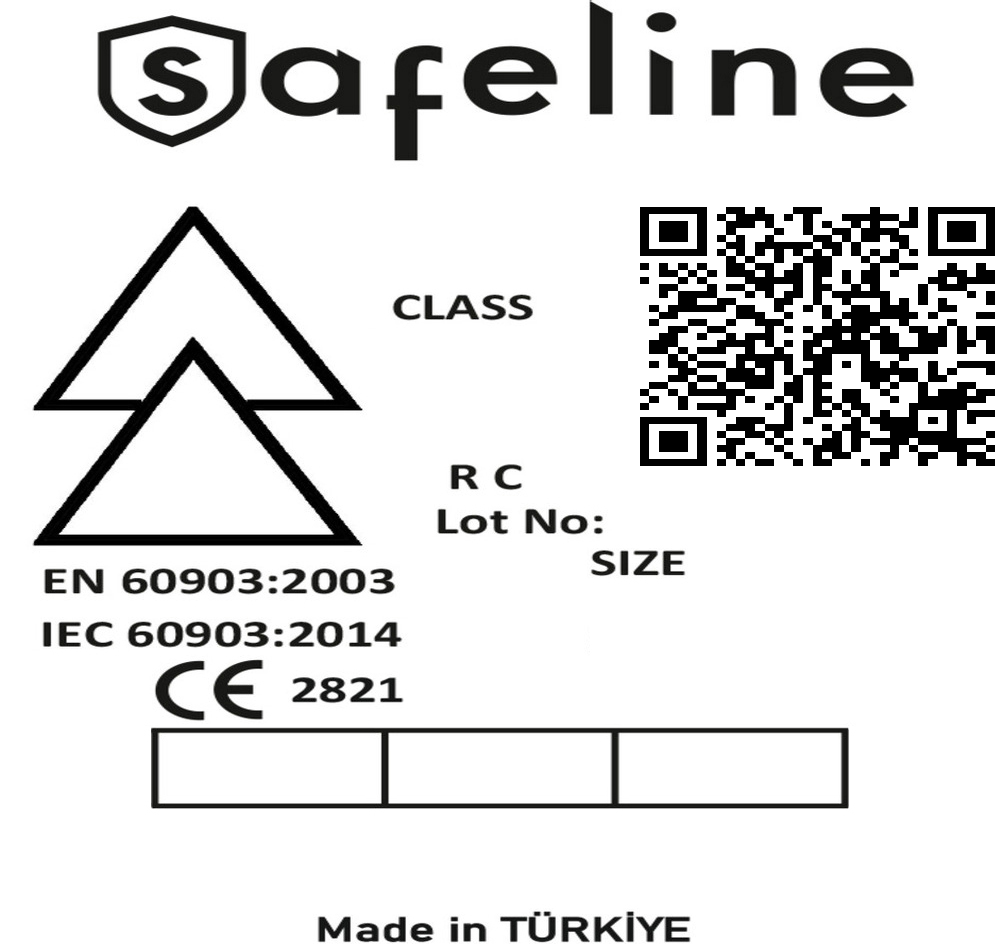 safeline
CLASS
R C
Lot No:
SIZE
EN 60903:2003
IEC 60903:2014
CE 2821
Made in TÜRKİYE